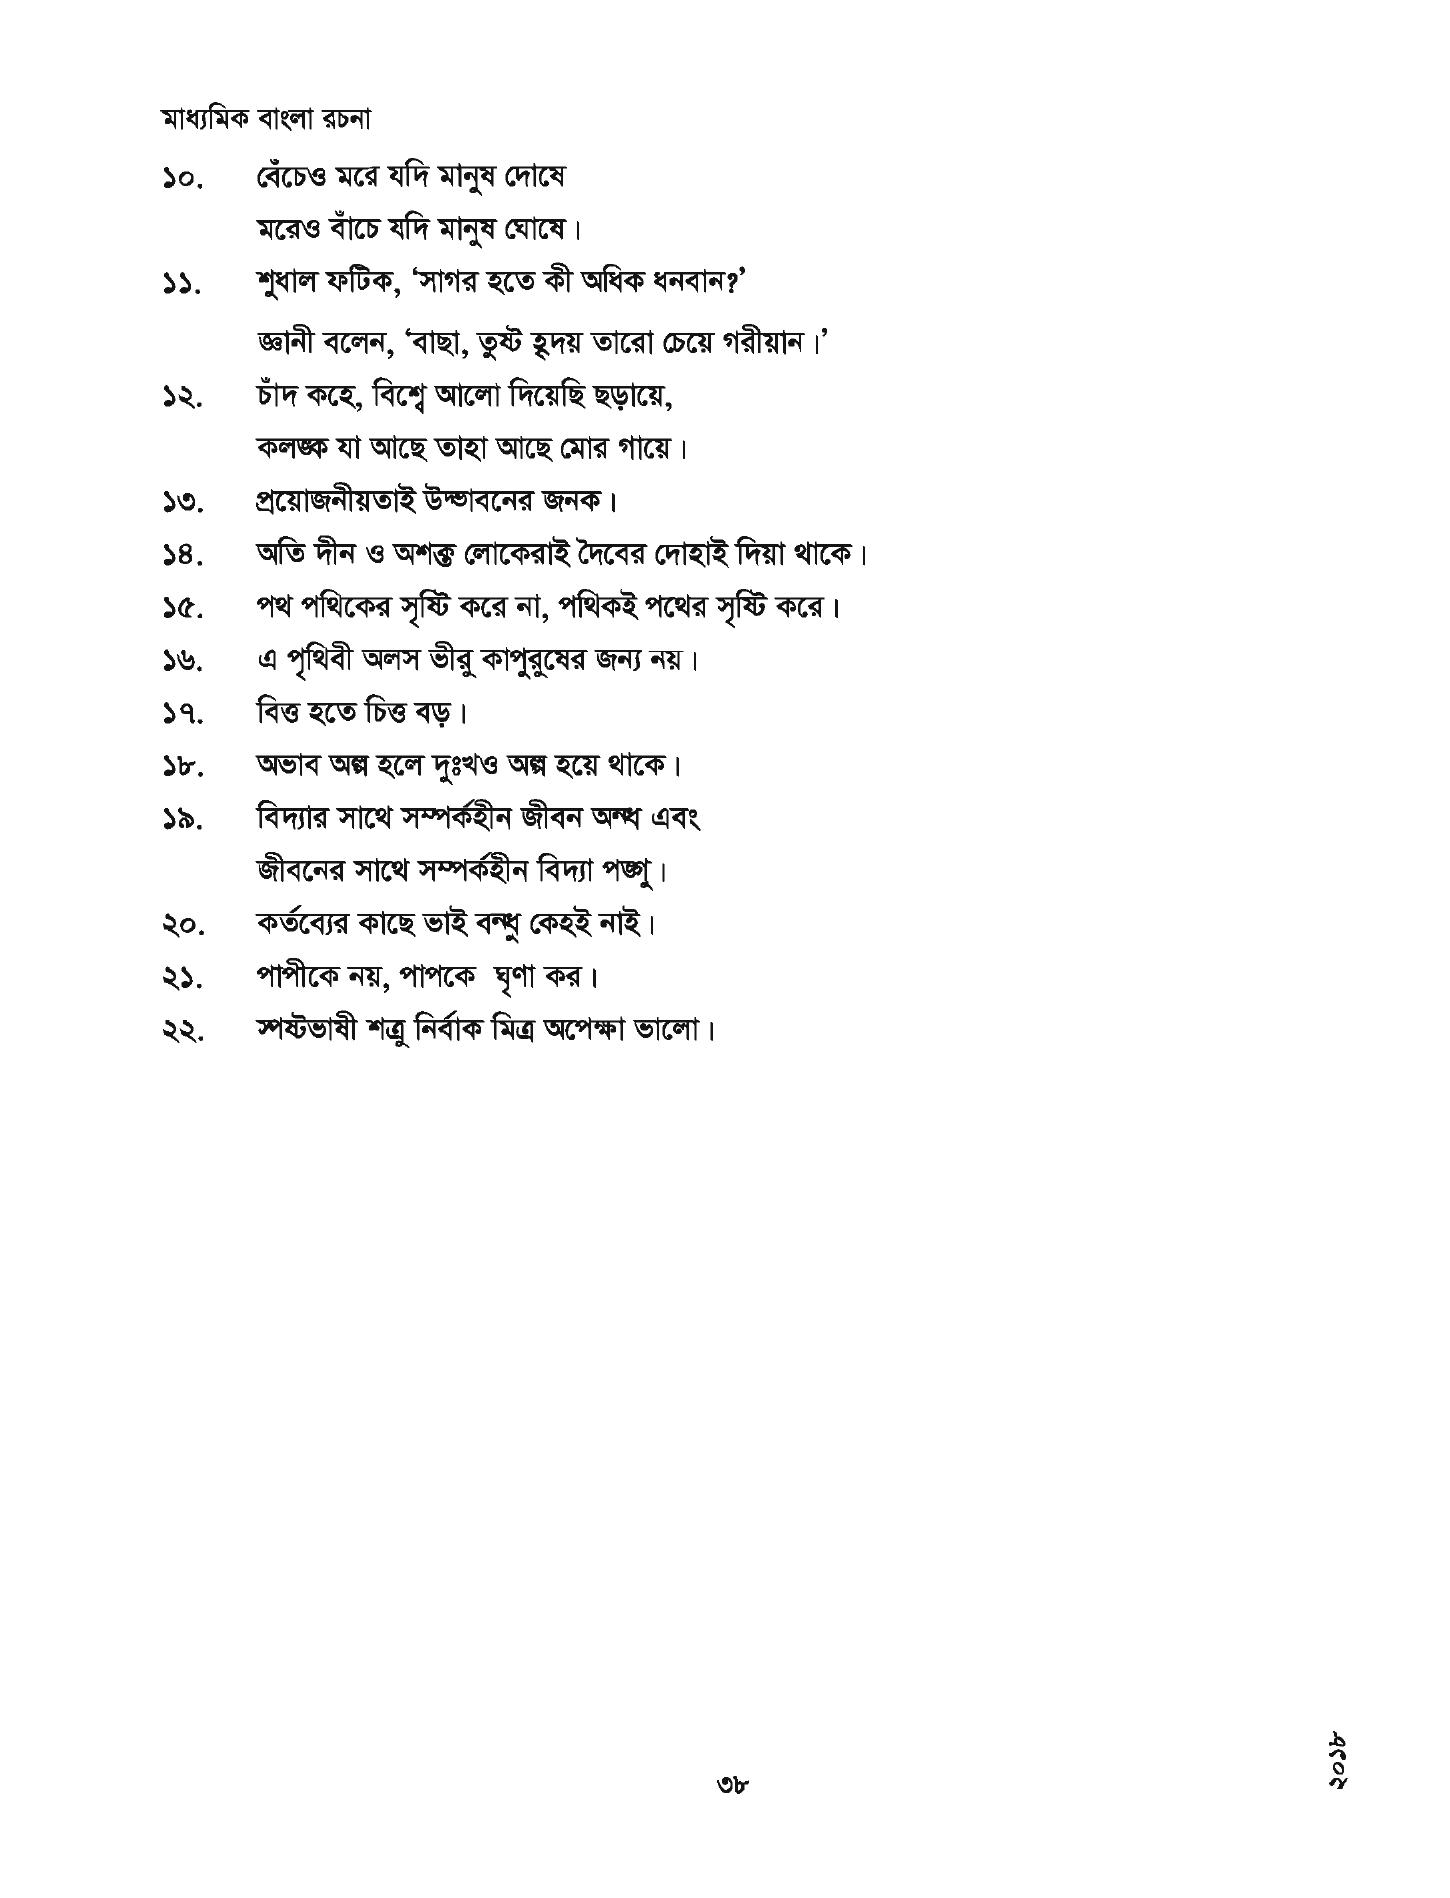 মাধ্যমিক বাংলা রচনা
১০. বেঁচেও মরে যদি মানুষ দোষে
মরেও বাঁচে যদি মানুষ ঘোষে।
১১. শুধাল ফটিক, ‘সাগর হতে কী অধিক ধনবান?’
জ্ঞানী বলেন, ‘বাছা, তুষ্ট হৃদয় তারো চেয়ে গরীয়ান।’
১২. চাঁদ কহে, বিশ্বে আলো দিয়েছি ছড়ায়ে,
কলঙ্ক যা আছে তাহা আছে মোর গায়ে।
১৩. প্রয়োজনীয়তাই উদ্ভাবনের জনক।
১৪. অতি দীন ও অশক্ত লোকেরাই দৈবের দোহাই দিয়া থাকে।
১৫. পথ পথিকের সৃষ্টি করে না, পথিকই পথের সৃষ্টি করে।
১৬. এ পৃথিবী অলস ভীরু কাপুরুষের জন্য নয়।
১৭. বিত্ত হতে চিত্ত বড়।
১৮. অভাব অল্প হলে দুঃখও অল্প হয়ে থাকে।
১৯. বিদ্যার সাথে সম্পর্কহীন জীবন অন্ধ এবং
জীবনের সাথে সম্পর্কহীন বিদ্যা পঙ্গু।
২০. কর্তব্যের কাছে ভাই বন্ধু কেহই নাই।
২১. পাপীকে নয়, পাপকে ঘৃণা কর।
২২. স্পষ্টভাষী শত্রু নির্বাক মিত্র অপেক্ষা ভালো।
৩৮
২০১৮